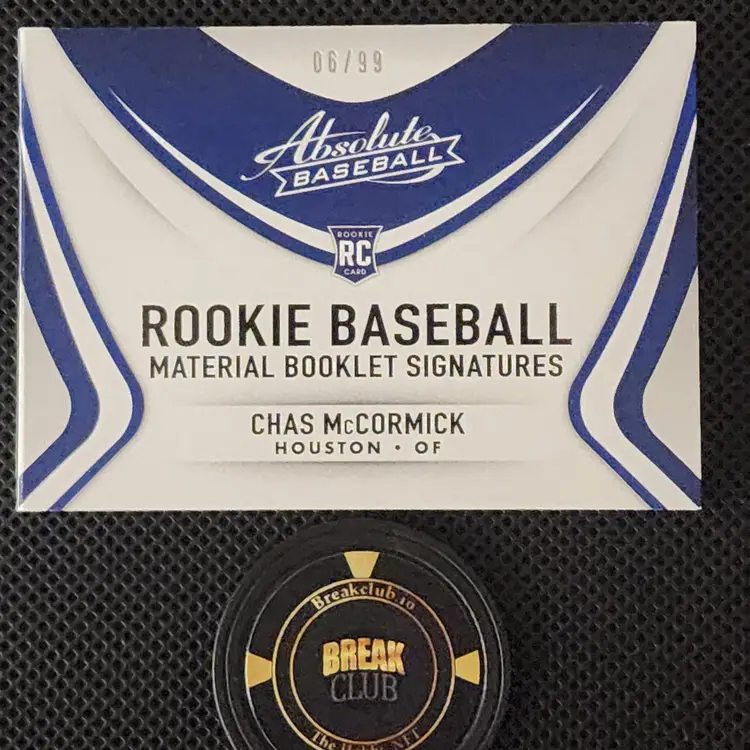 06/99
Absolute
BASEBALL
ROOKIE
RC
CARD
ROOKIE BASEBALL
MATERIAL BOOKLET SIGNATURES
CHAS McCORMICK
HOUSTON • OF
Breakclub.io
BREAK
CLUB
The Hobby NFT